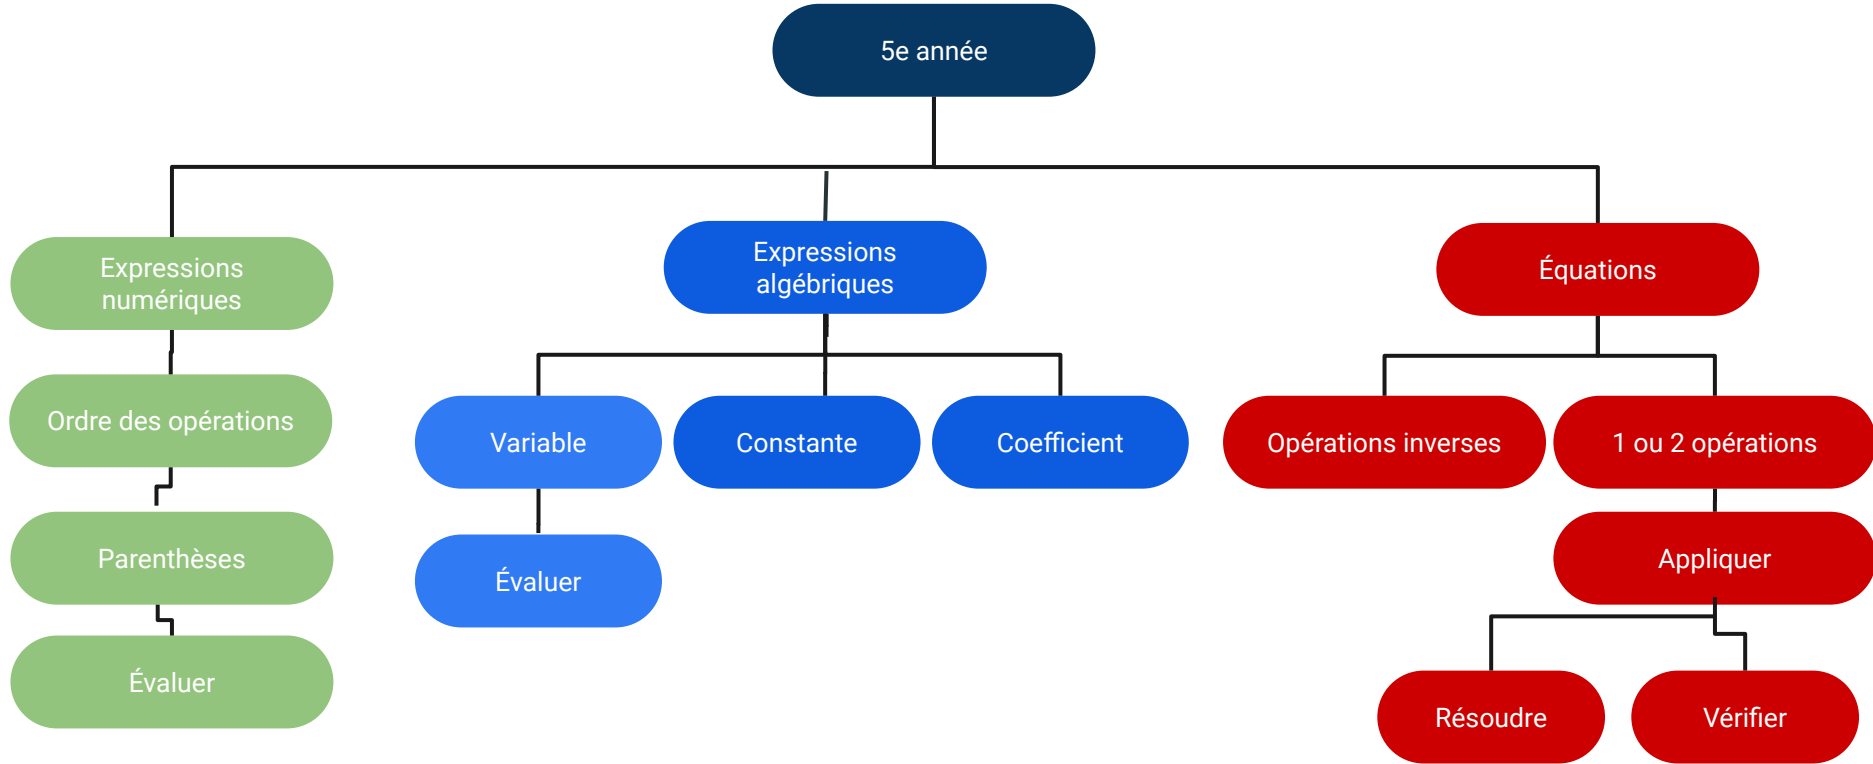 5e année
Expressions
numériques
Expressions
algébriques
Équations
Ordre des opérations
Variable
Constante
Coefficient
Opérations inverses
1 ou 2 opérations
Parenthèses
Évaluer
Appliquer
Évaluer
Résoudre
Vérifier